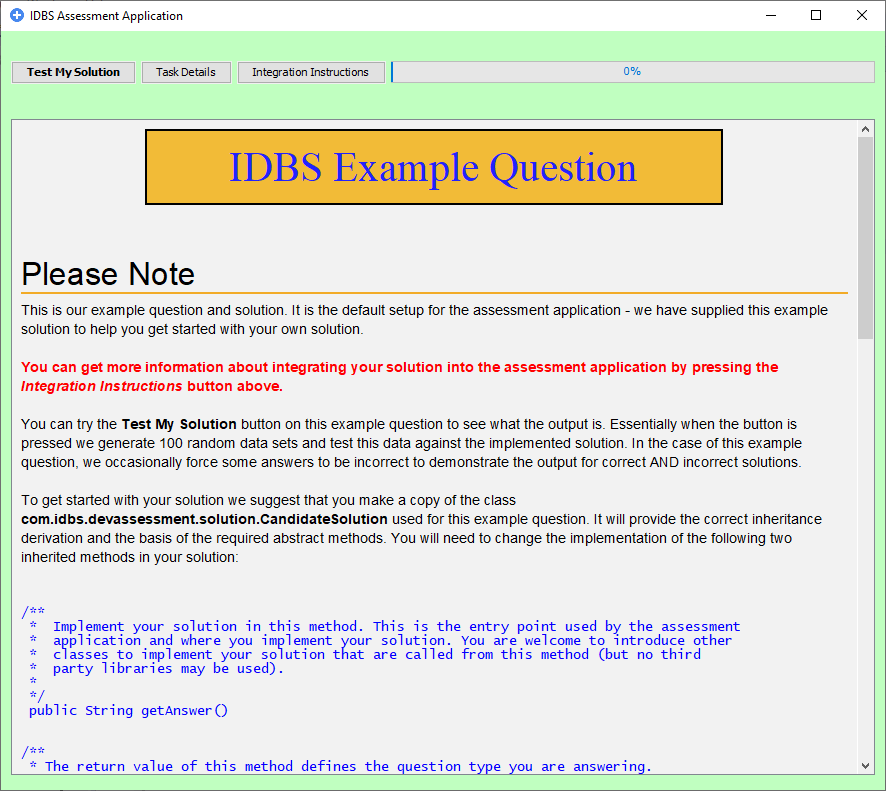 IDBS Assessment Application
Test My Solution
Task Details
Integration Instructions
0%
IDBS Example Question
Please Note
This is our example question and solution. It is the default setup for the assessment application - we have supplied this example
solution to help you get started with your own solution.
You can get more information about integrating your solution into the assessment application by pressing the
Integration Instructions button above.
You can try the Test My Solution button on this example question to see what the output is. Essentially when the button is
pressed we generate 100 random data sets and test this data against the implemented solution. In the case of this example
question, we occasionally force some answers to be incorrect to demonstrate the output for correct AND incorrect solutions.
To get started with your solution we suggest that you make a copy of the class
com.idbs.devassessment.solution.CandidateSolution used for this example question. It will provide the correct inheritance
derivation and the basis of the required abstract methods. You will need to change the implementation of the following two
inherited methods in your solution:
/**
 *  Implement your solution in this method. This is the entry point used by the assessment
 *  application and where you implement your solution. You are welcome to introduce other
 *  classes to implement your solution that are called from this method (but no third
 *  party libraries may be used).
 *
 */
 public String getAnswer()
/**
 * The return value of this method defines the question type you are answering.